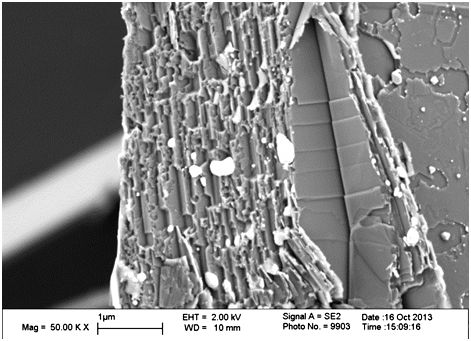 1µm
Mag = 50.00 K X
EHT = 2.00 kV
WD = 10 mm
Signal A = SE2
Photo No. = 9903
Date :16 Oct 2013
Time :15:09:16